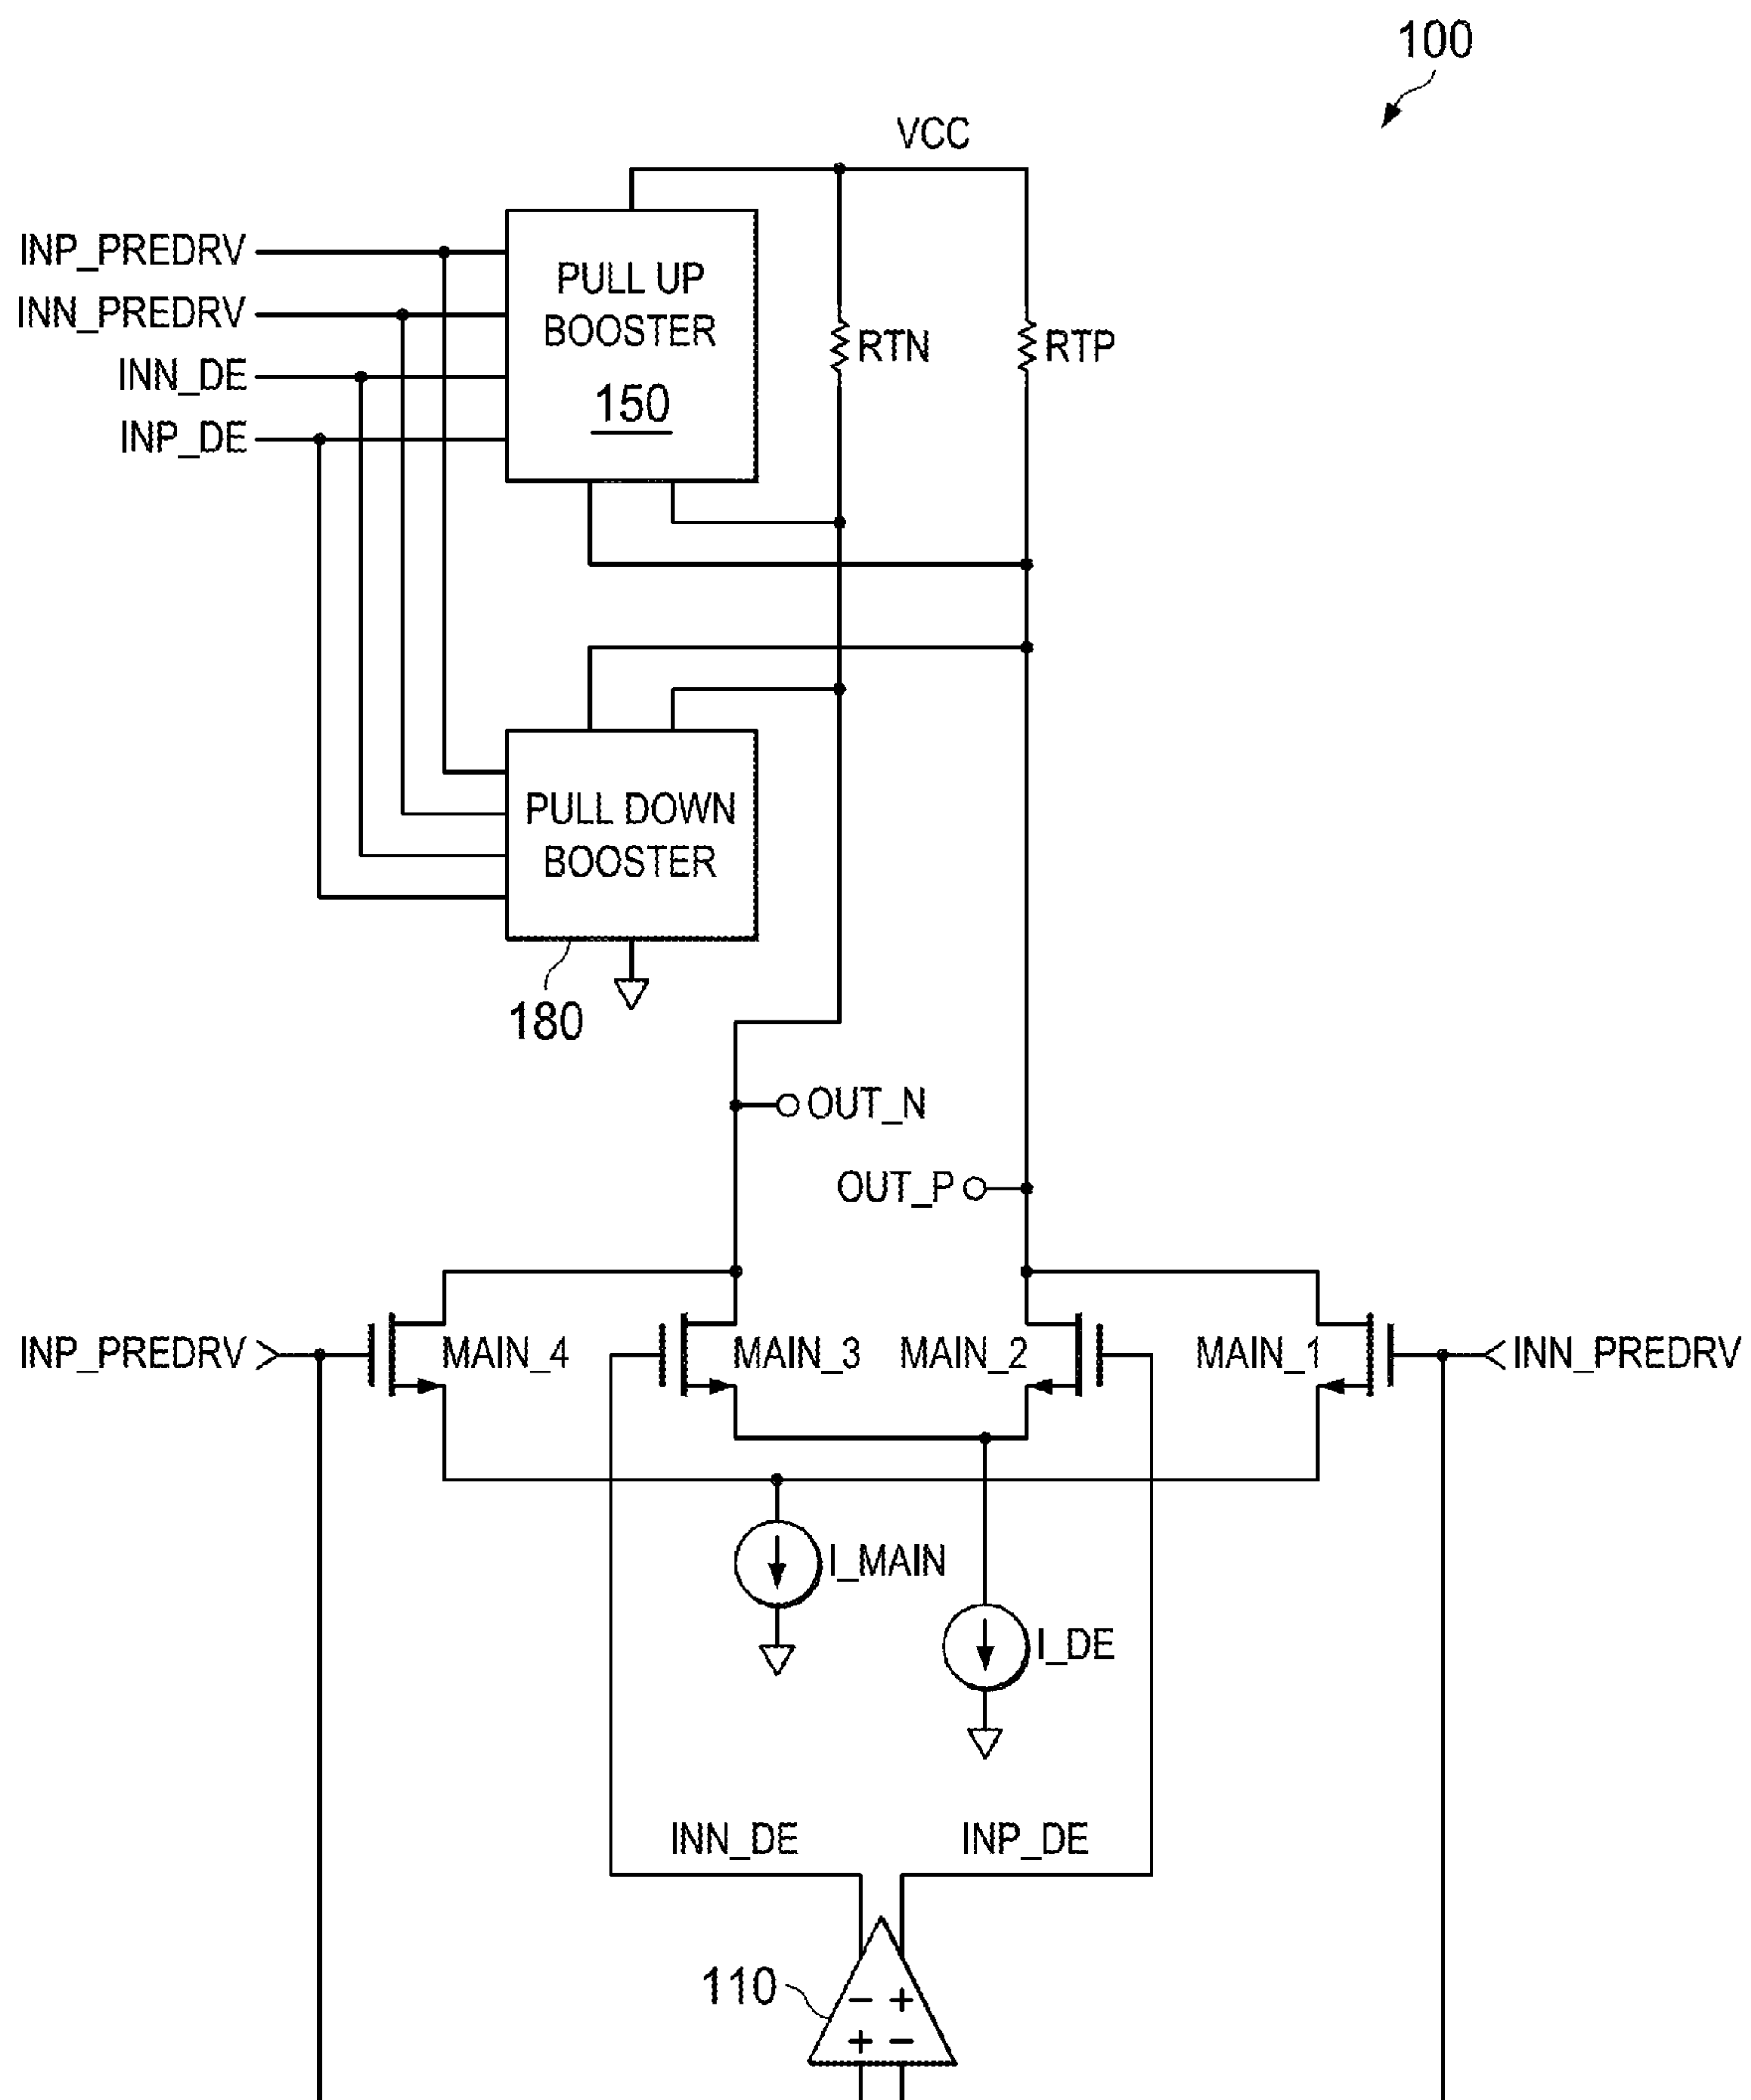 100
VCC
INP_PREDRV
INN_PREDRV
INN_DE
INP_DE
PULL UP
BOOSTER
150
RTN
RTP
PULL DOWN
BOOSTER
180
OUT_N
OUT_P
INP_PREDRV
MAIN_4
MAIN_3
MAIN_2
MAIN_1
INN_PREDRV
I_MAIN
I_DE
INN_DE
INP_DE
110
- +
+ -